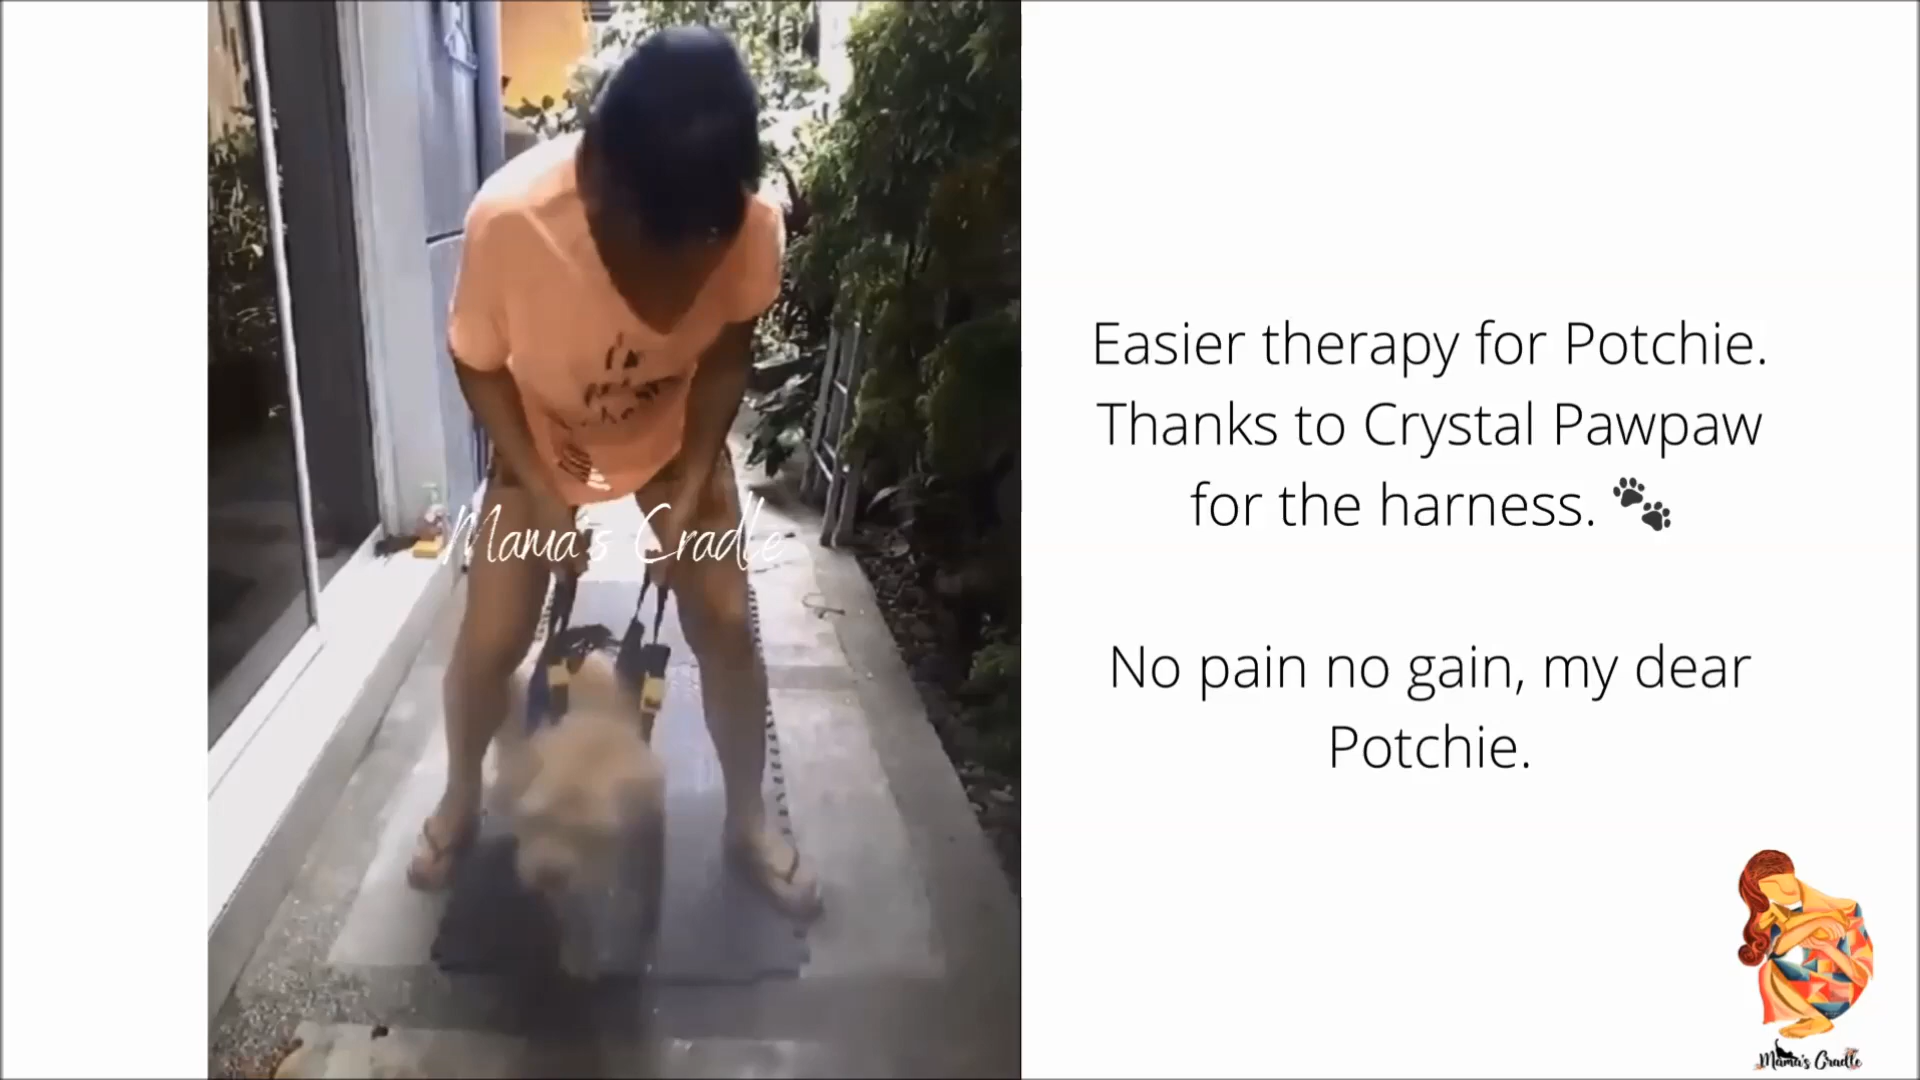 Mama's Cradle
Easier therapy for Potchie.
Thanks to Crystal Pawpaw
for the harness. 🐾
No pain no gain, my dear
Potchie.
Mama's Cradle